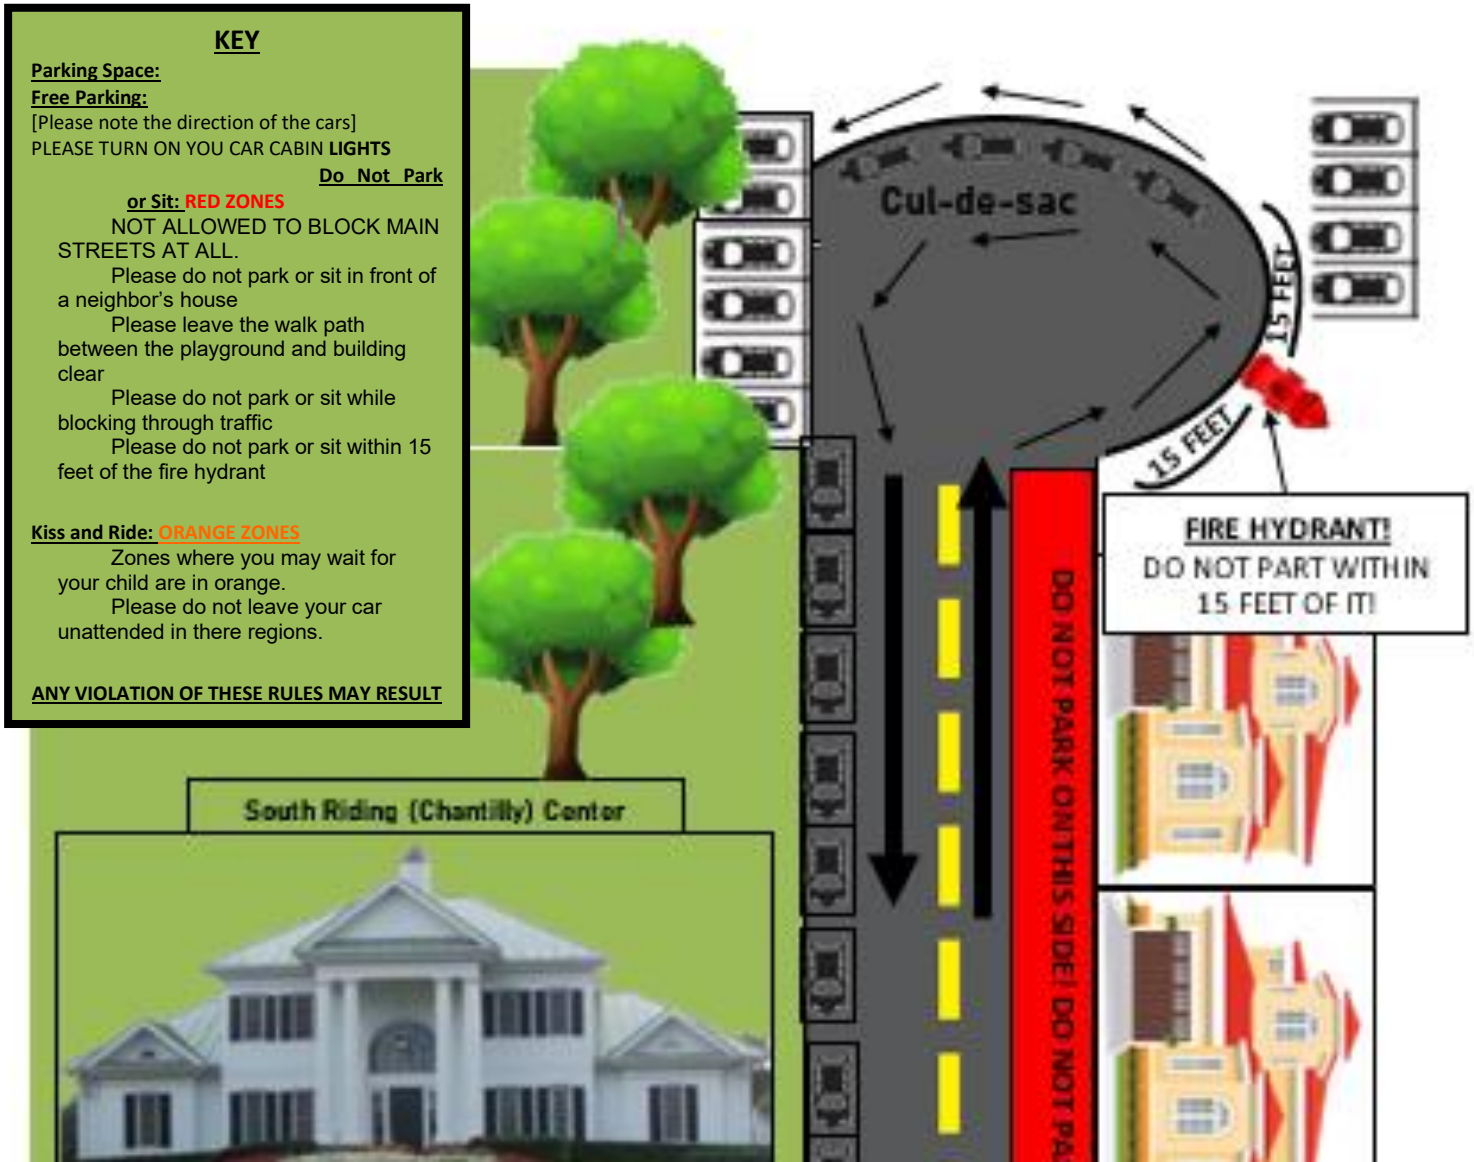 KEY
Parking Space:
Free Parking:
[Please note the direction of the cars]
PLEASE TURN ON YOU CAR CABIN LIGHTS
Do Not Park
or Sit: RED ZONES
NOT ALLOWED TO BLOCK MAIN
STREETS AT ALL.
Please do not park or sit in front of
a neighbor’s house
Please leave the walk path
between the playground and building
clear
Please do not park or sit while
blocking through traffic
Please do not park or sit within 15
feet of the fire hydrant
Kiss and Ride: ORANGE ZONES
Zones where you may wait for
your child are in orange.
Please do not leave your car
unattended in there regions.
ANY VIOLATION OF THESE RULES MAY RESULT
Cul-de-sac
15 FEET
15 FEET
FIRE HYDRANT!
DO NOT PART WITHIN
15 FEET OF IT!
DO NOT PARK ON THIS SIDE! DO NOT PA
South Riding (Chantilly) Center